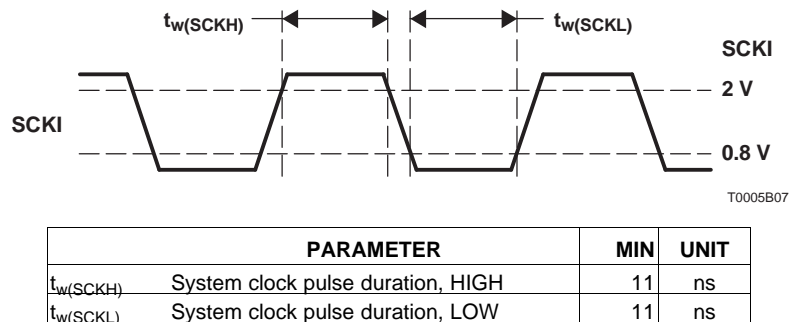 tw(SCKH) tw(SCKL)
SCKI
2 V
SCKI
0.8 V
T0005B07
PARAMETER MIN UNIT
tw(SCKH) System clock pulse duration, HIGH 11 ns
tw(SCKL) System clock pulse duration, LOW 11 ns